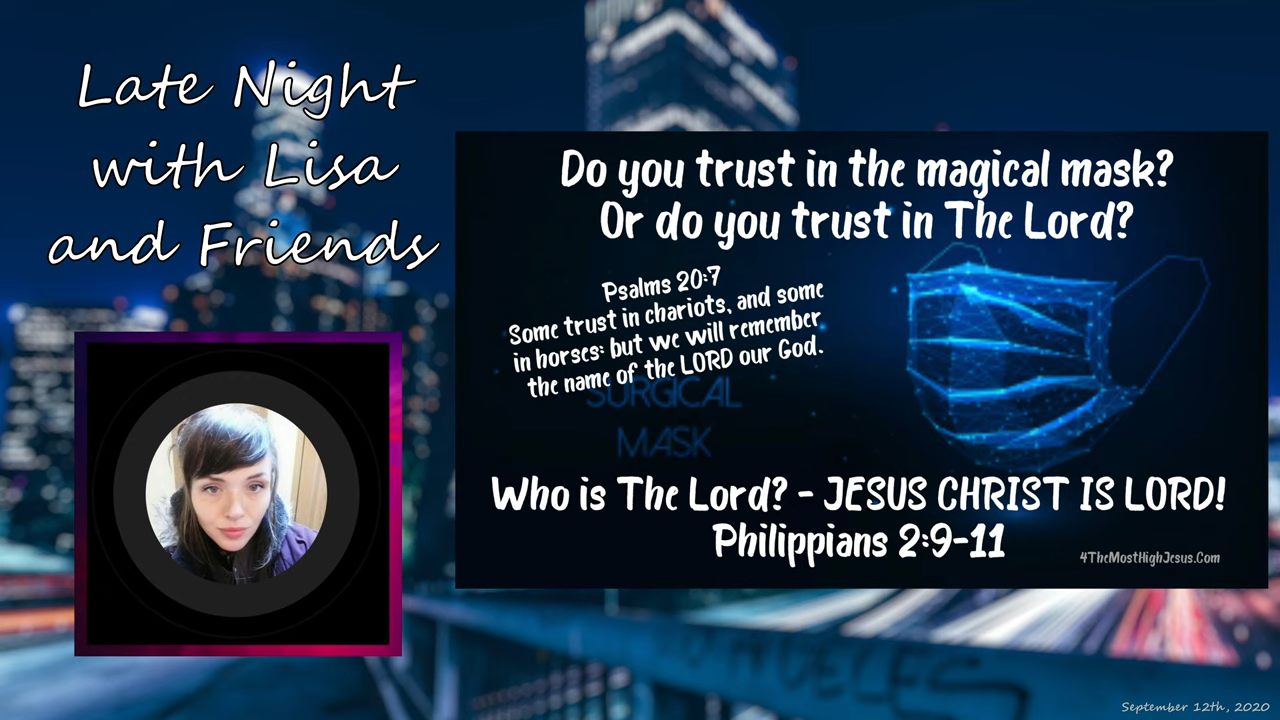 Late Night
with Lisa
and Friends
Do you trust in the magical mask?
Or do you trust in The Lord?
Psalms 20:7
Some trust in chariots, and some
in horses: but we will remember
the name of the LORD our God.
SURGICAL
MASK
Who is The Lord? - JESUS CHRIST IS LORD!
Philippians 2:9-11
4TheMostHighJesus.Com
September 12th, 2020